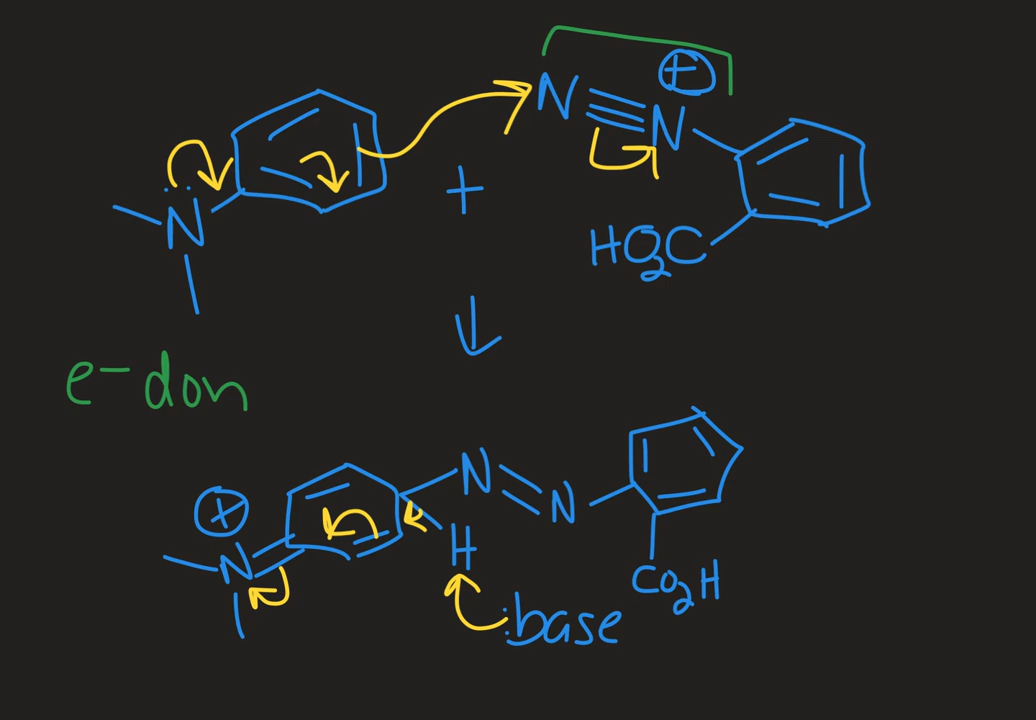 N≡N⊕
N
+
HO₂C
e⁻don
⊕
N
N=N
H
CO₂H
:base